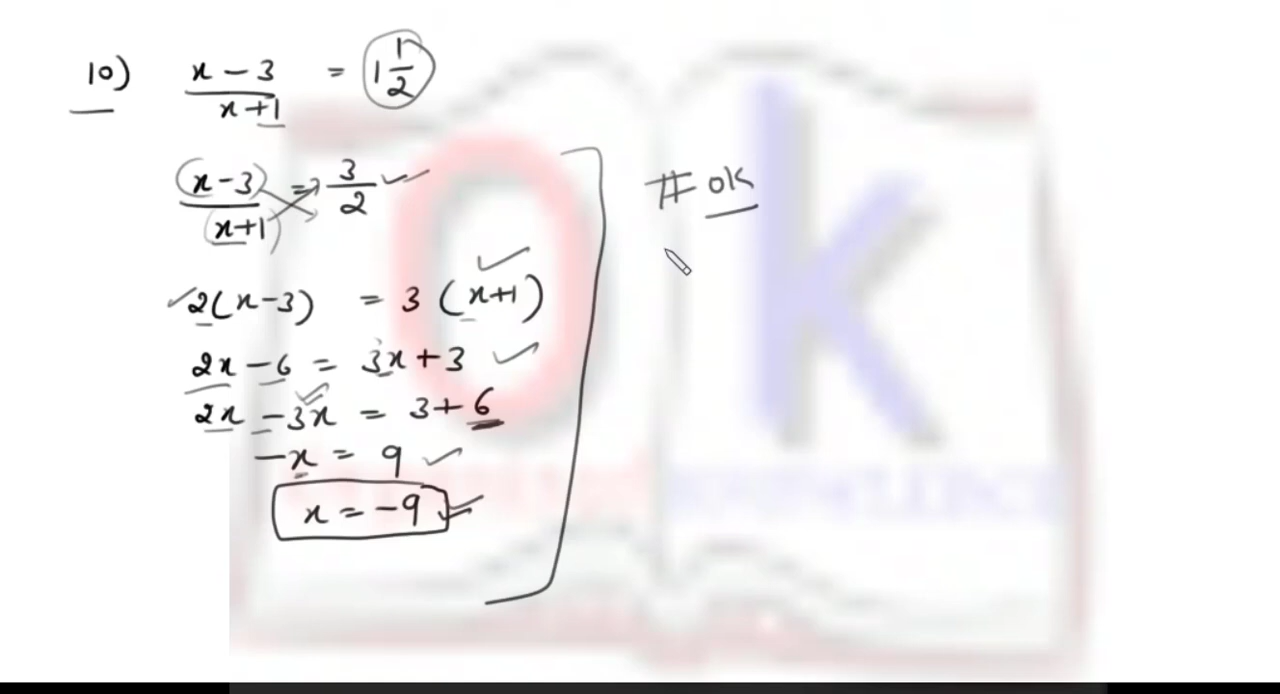 10) x - 3 / x + 1 = 1 1/2
(x - 3) / (x + 1) = 3/2
2(x - 3) = 3 (x + 1)
2x - 6 = 3x + 3
2x - 3x = 3 + 6
-x = 9
x = -9
# OK